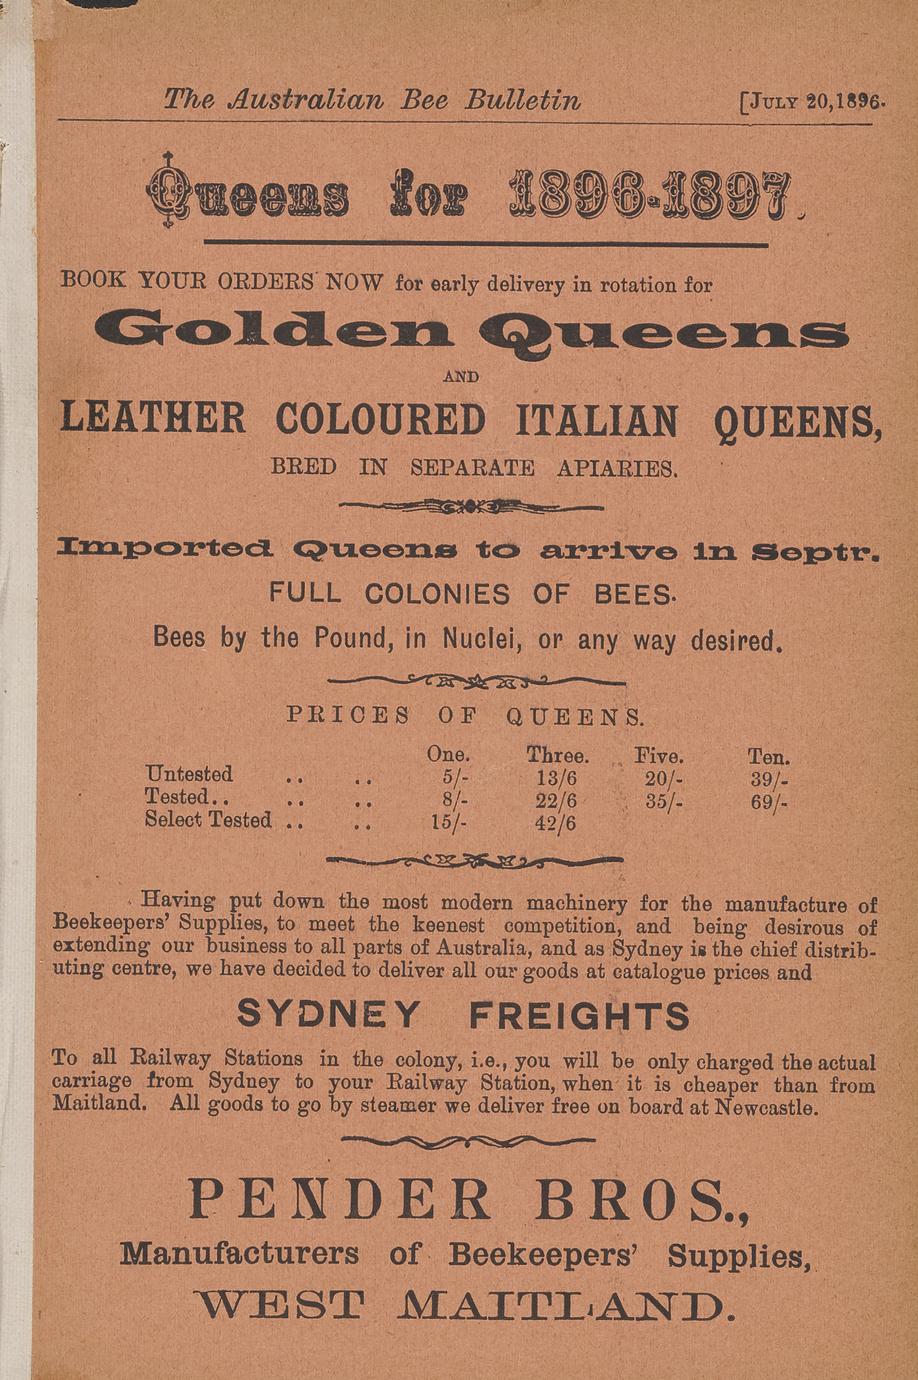 The Australian Bee Bulletin [JULY 20, 1896.
Queens for 1896-1897.
BOOK YOUR ORDERS NOW for early delivery in rotation for
Golden Queens
AND
LEATHER COLOURED ITALIAN QUEENS,
BRED IN SEPARATE APIARIES.
Imported Queens to arrive in Septr.
FULL COLONIES OF BEES.
Bees by the Pound, in Nuclei, or any way desired.
PRICES OF QUEENS.
One. Three. Five. Ten.
Untested .. .. 5/- 13/6 20/- 39/-
Tested.. .. .. 8/- 22/6 35/- 69/-
Select Tested .. .. 15/- 42/6
Having put down the most modern machinery for the manufacture of
Beekeepers' Supplies, to meet the keenest competition, and being desirous of
extending our business to all parts of Australia, and as Sydney is the chief distrib-
uting centre, we have decided to deliver all our goods at catalogue prices and
SYDNEY FREIGHTS
To all Railway Stations in the colony, i.e., you will be only charged the actual
carriage from Sydney to your Railway Station, when it is cheaper than from
Maitland. All goods to go by steamer we deliver free on board at Newcastle.
PENDER BROS.,
Manufacturers of Beekeepers' Supplies,
WEST MAITLAND.